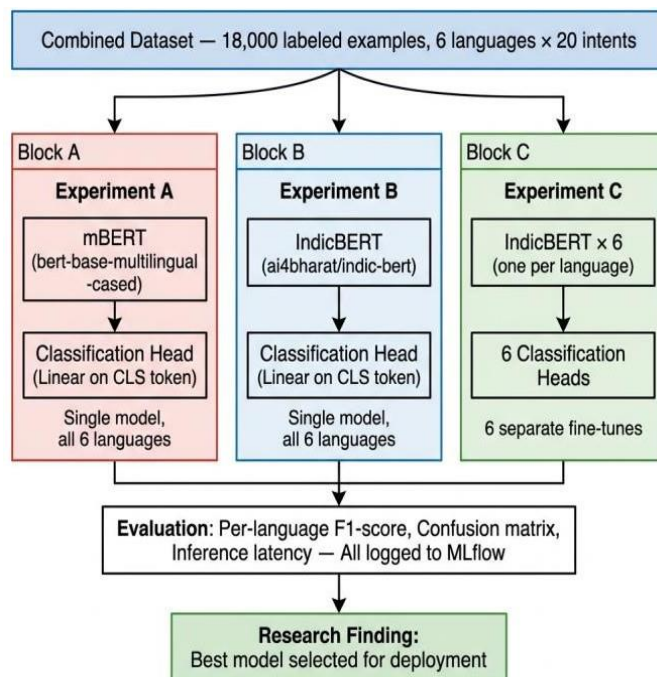 Combined Dataset — 18,000 labeled examples, 6 languages × 20 intents
Block A
Experiment A
mBERT
(bert-base-multilingual
-cased)
Classification Head
(Linear on CLS token)
Single model,
all 6 languages
Block B
Experiment B
IndicBERT
(ai4bharat/indic-bert)
Classification Head
(Linear on CLS token)
Single model,
all 6 languages
Block C
Experiment C
IndicBERT × 6
(one per language)
6 Classification
Heads
6 separate fine-tunes
Evaluation: Per-language F1-score, Confusion matrix,
Inference latency — All logged to MLflow
Research Finding:
Best model selected for deployment